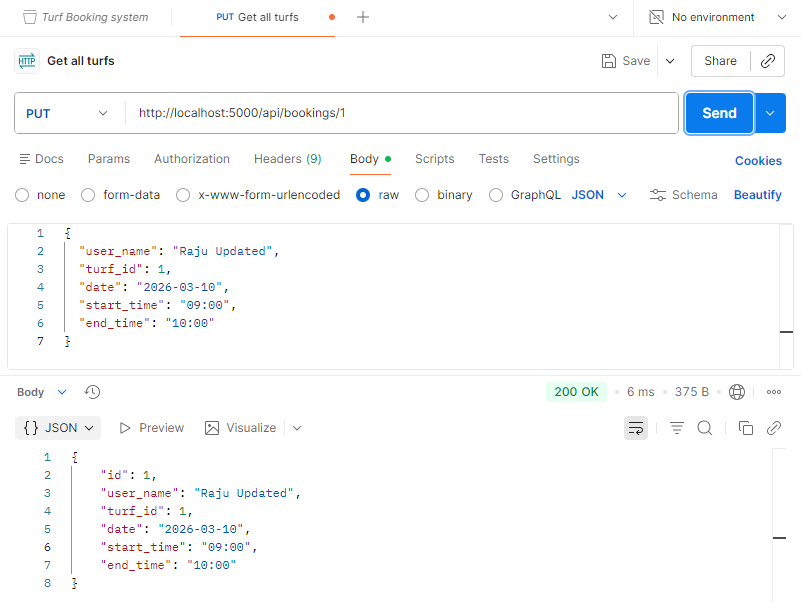 Turf Booking system PUT Get all turfs No environment
HTTP Get all turfs Save Share
PUT http://localhost:5000/api/bookings/1 Send
Docs Params Authorization Headers (9) Body Scripts Tests Settings Cookies
none form-data x-www-form-urlencoded raw binary GraphQL JSON Schema Beautify
1 {
2 "user_name": "Raju Updated",
3 "turf_id": 1,
4 "date": "2026-03-10",
5 "start_time": "09:00",
6 "end_time": "10:00"
7 }
Body 200 OK 6 ms 375 B
{} JSON Preview Visualize
1 {
2 "id": 1,
3 "user_name": "Raju Updated",
4 "turf_id": 1,
5 "date": "2026-03-10",
6 "start_time": "09:00",
7 "end_time": "10:00"
8 }